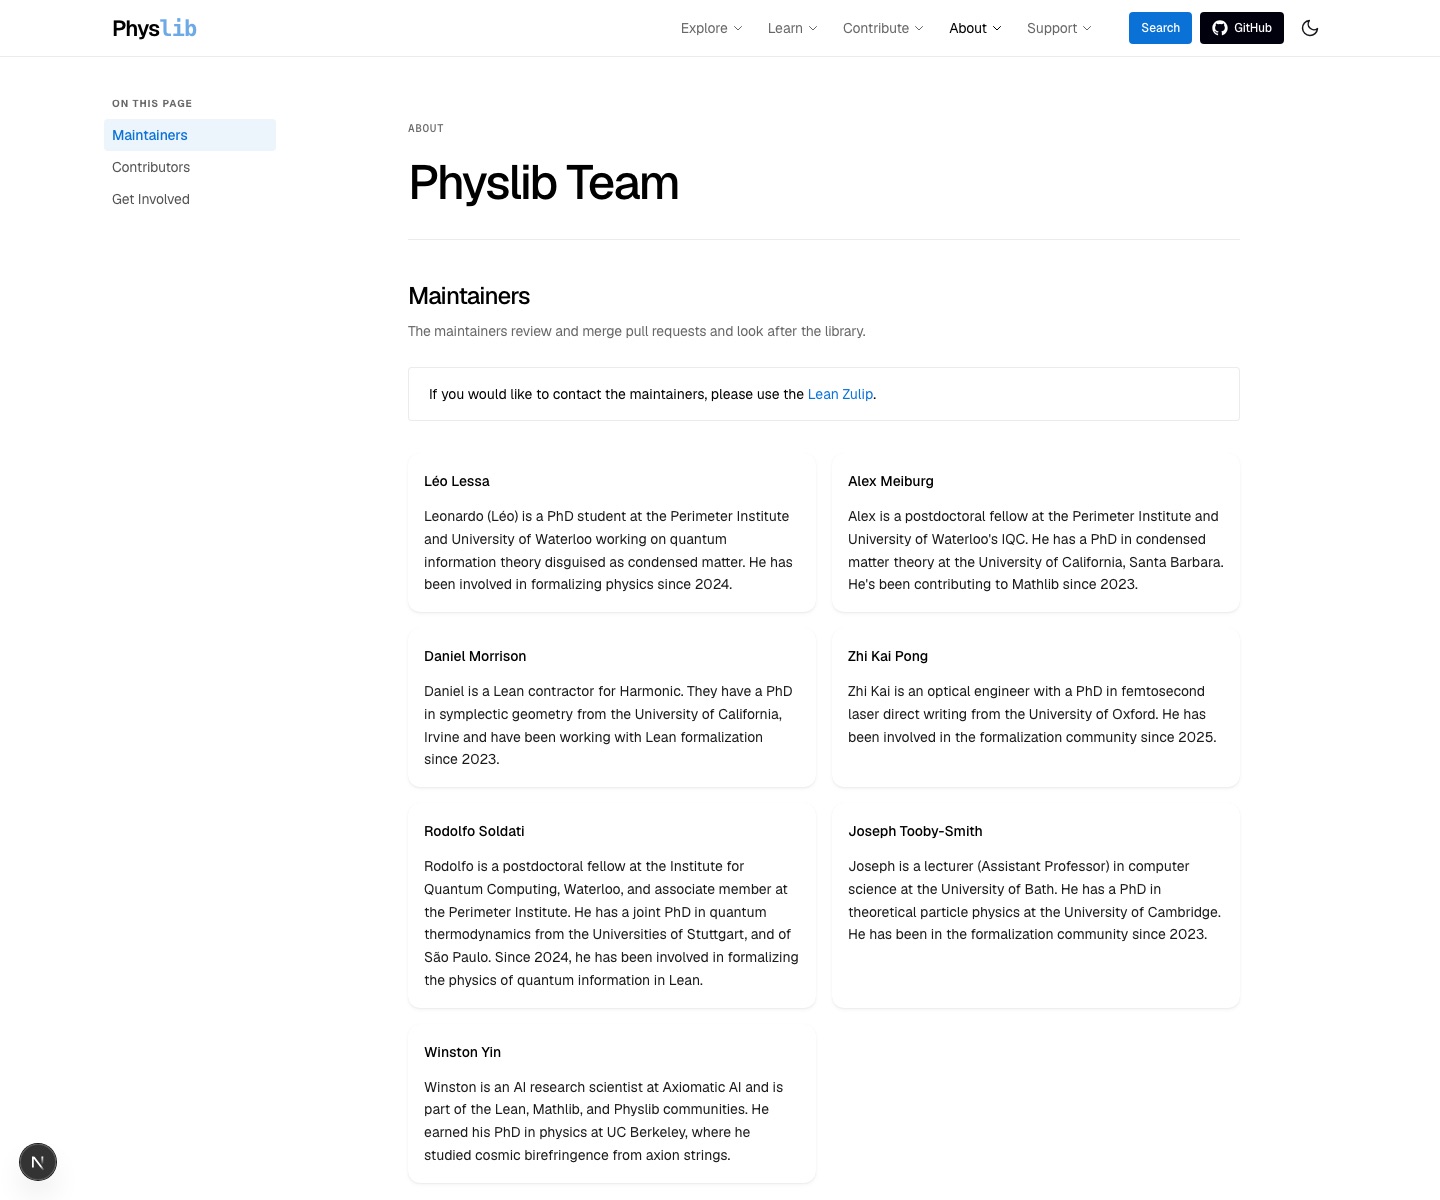 Physlib
Explore
Learn
Contribute
About
Support
Search
GitHub
ON THIS PAGE
Maintainers
Contributors
Get Involved
ABOUT
Physlib Team
Maintainers
The maintainers review and merge pull requests and look after the library.
If you would like to contact the maintainers, please use the Lean Zulip.
Léo Lessa
Leonardo (Léo) is a PhD student at the Perimeter Institute
and University of Waterloo working on quantum
information theory disguised as condensed matter. He has
been involved in formalizing physics since 2024.
Alex Meiburg
Alex is a postdoctoral fellow at the Perimeter Institute and
University of Waterloo's IQC. He has a PhD in condensed
matter theory at the University of California, Santa Barbara.
He's been contributing to Mathlib since 2023.
Daniel Morrison
Daniel is a Lean contractor for Harmonic. They have a PhD
in symplectic geometry from the University of California,
Irvine and have been working with Lean formalization
since 2023.
Zhi Kai Pong
Zhi Kai is an optical engineer with a PhD in femtosecond
laser direct writing from the University of Oxford. He has
been involved in the formalization community since 2025.
Rodolfo Soldati
Rodolfo is a postdoctoral fellow at the Institute for
Quantum Computing, Waterloo, and associate member at
the Perimeter Institute. He has a joint PhD in quantum
thermodynamics from the Universities of Stuttgart, and of
São Paulo. Since 2024, he has been involved in formalizing
the physics of quantum information in Lean.
Joseph Tooby-Smith
Joseph is a lecturer (Assistant Professor) in computer
science at the University of Bath. He has a PhD in
theoretical particle physics at the University of Cambridge.
He has been in the formalization community since 2023.
Winston Yin
Winston is an AI research scientist at Axiomatic AI and is
part of the Lean, Mathlib, and Physlib communities. He
earned his PhD in physics at UC Berkeley, where he
studied cosmic birefringence from axion strings.
N